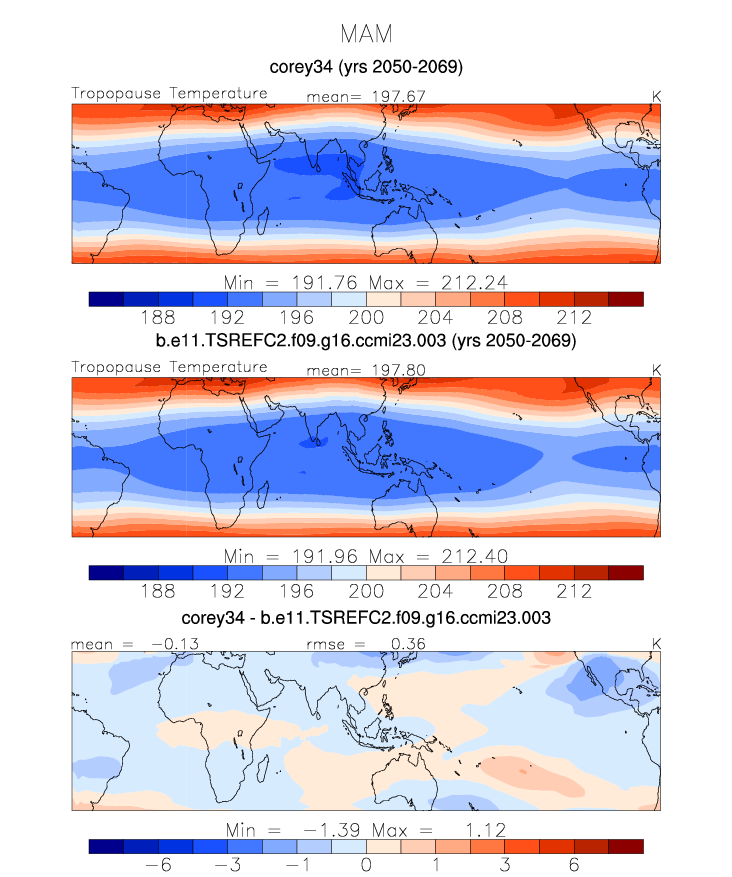 MAM
corey34 (yrs 2050-2069)
Tropopause Temperature mean= 197.67 K
Min = 191.76 Max = 212.24
188 192 196 200 204 208 212
b.e11.TSREFC2.f09.g16.ccmi23.003 (yrs 2050-2069)
Tropopause Temperature mean= 197.80 K
Min = 191.96 Max = 212.40
188 192 196 200 204 208 212
corey34 - b.e11.TSREFC2.f09.g16.ccmi23.003
mean = -0.13 rmse = 0.36 K
Min = -1.39 Max = 1.12
-6 -3 -1 0 1 3 6